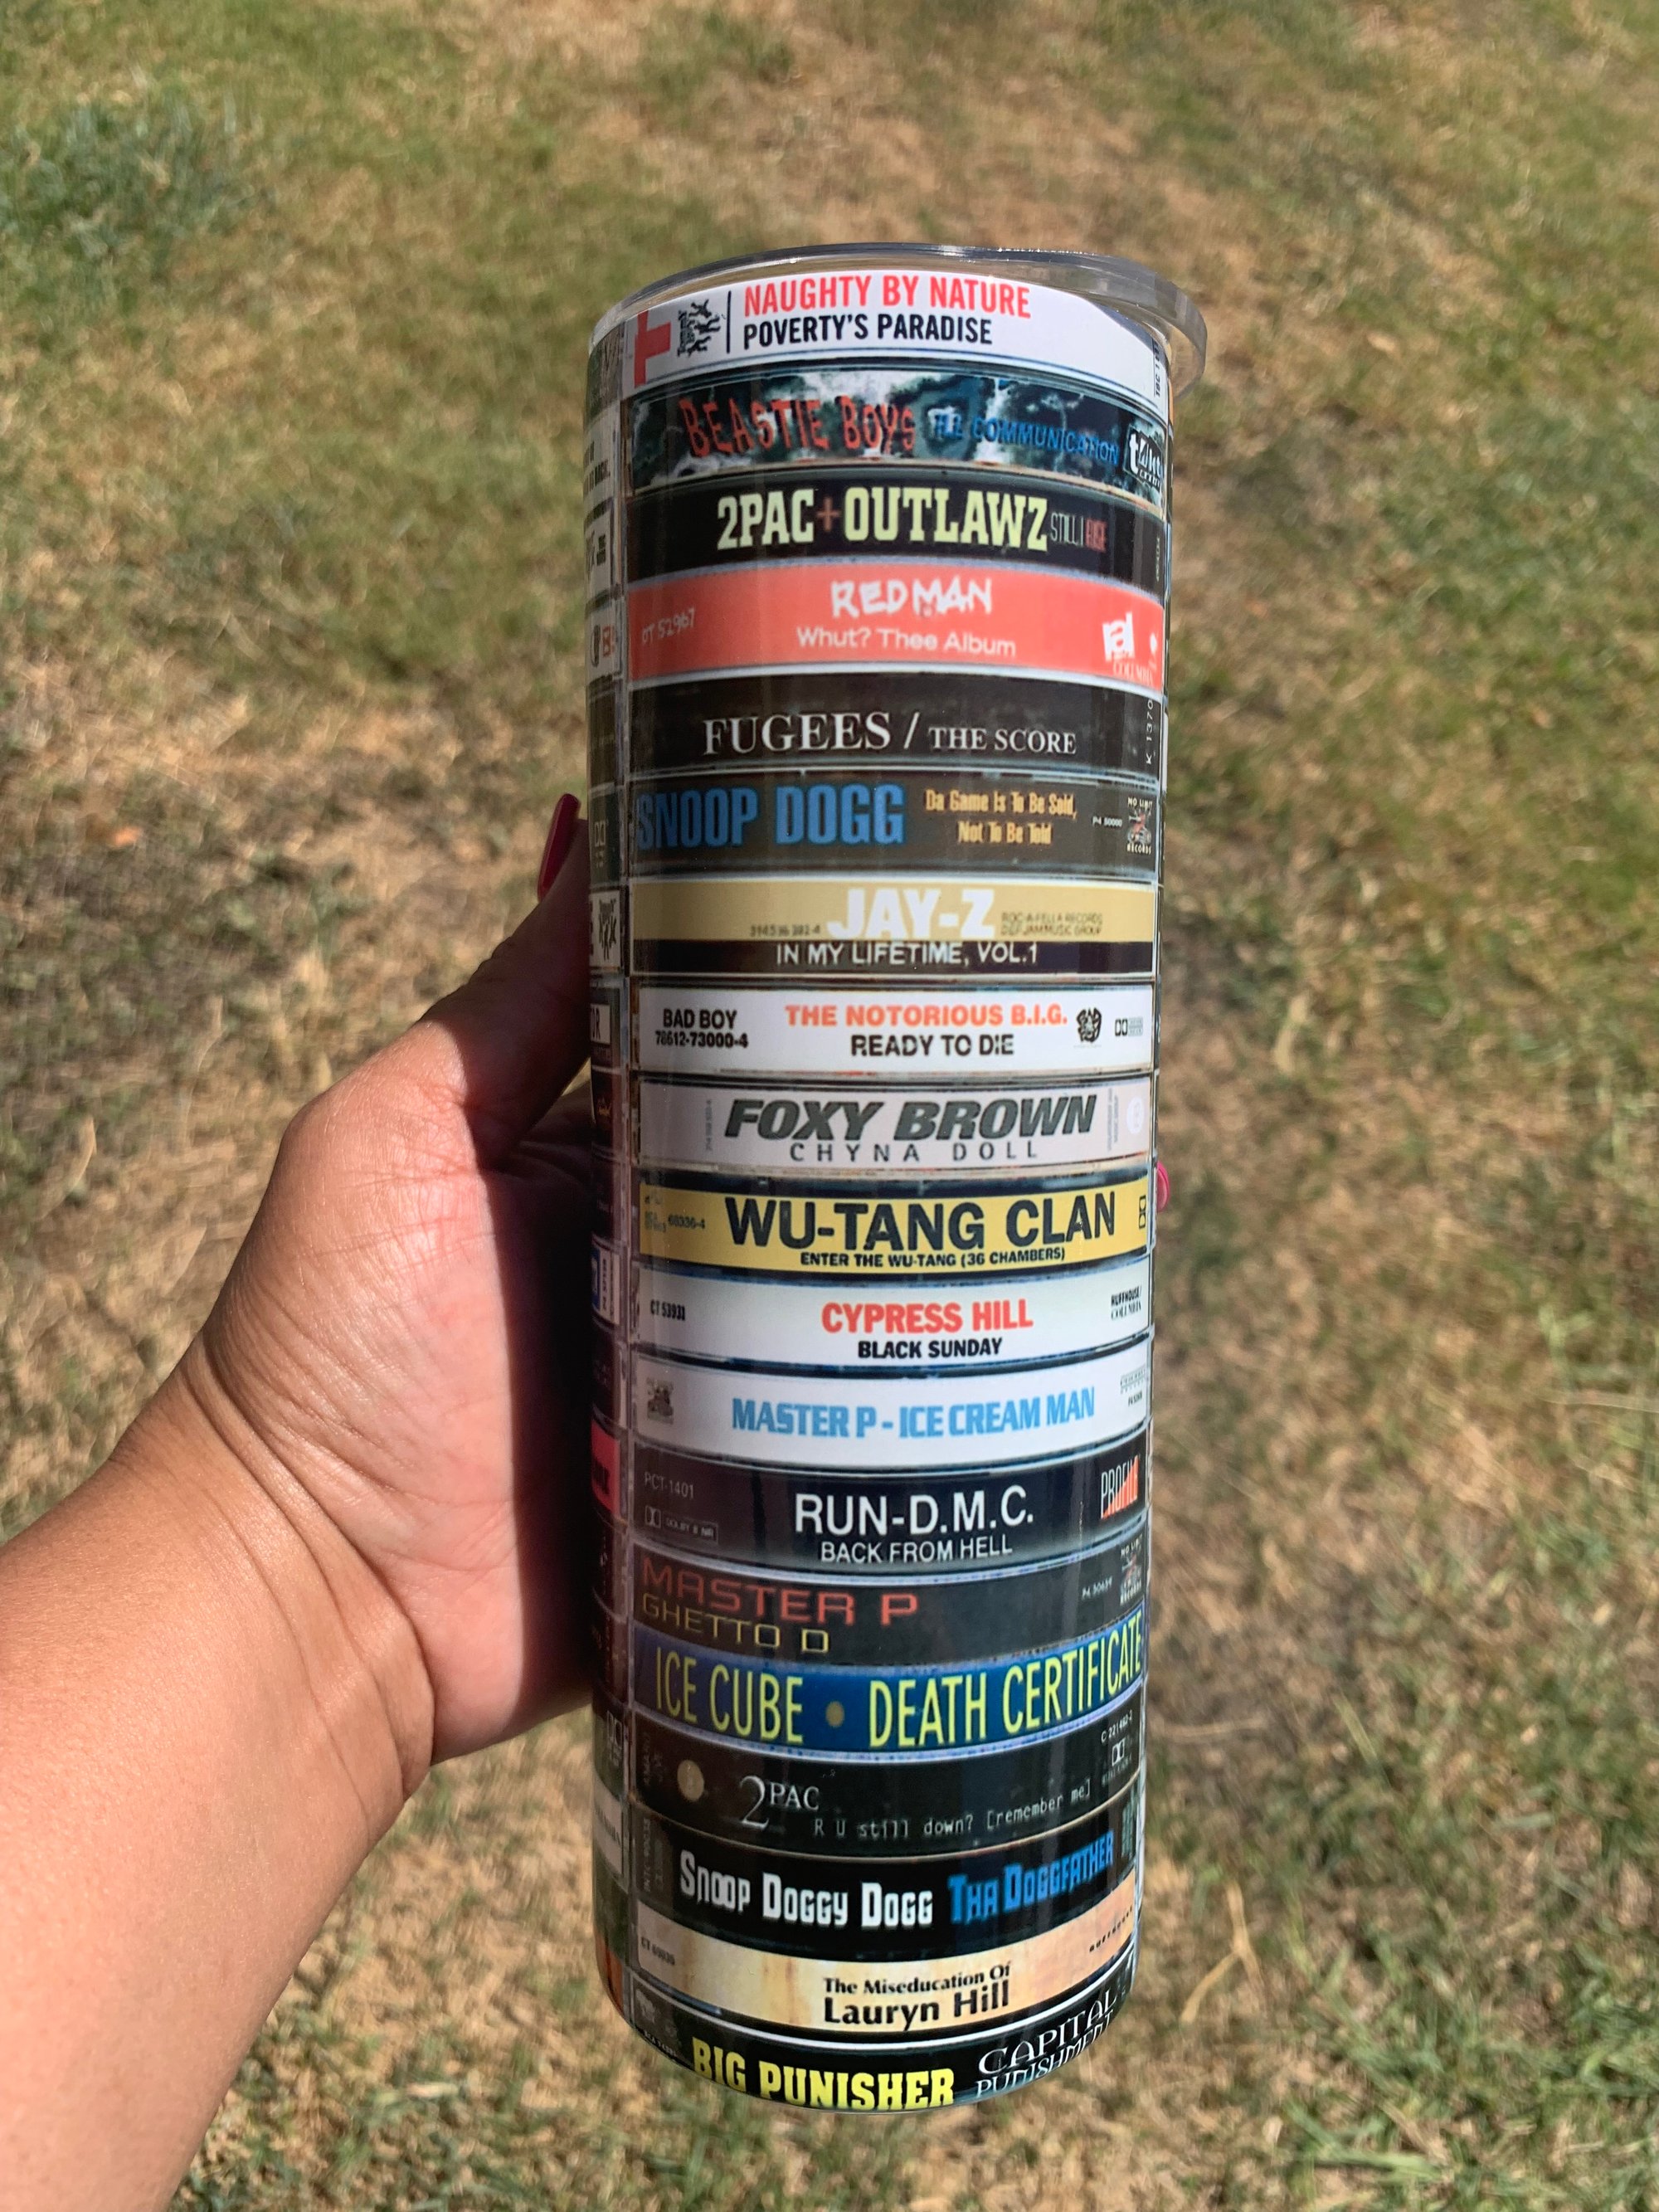 NAUGHTY BY NATURE
POVERTY'S PARADISE
BEASTIE BOYS ILL COMMUNICATION
2PAC+OUTLAWZ STILL I RISE
REDMAN
Whut? Thee Album
FUGEES / THE SCORE
SNOOP DOGG
Da Game Is To Be Sold,
Not To Be Told
NO LIMIT
RECORDS
JAY-Z
ROC-A-FELLA RECORDS
DEF JAM MUSIC GROUP
IN MY LIFETIME, VOL.1
BAD BOY
78612-73000-4
THE NOTORIOUS B.I.G.
READY TO DIE
FOXY BROWN
CHYNA DOLL
WU-TANG CLAN
ENTER THE WU-TANG (36 CHAMBERS)
CT 53931
CYPRESS HILL
BLACK SUNDAY
RUFFHOUSE/
COLUMBIA
MASTER P - ICE CREAM MAN
PCT-1401
RUN-D.M.C.
BACK FROM HELL
PROFILE
MASTER P
GHETTO D
ICE CUBE • DEATH CERTIFICATE
2PAC
R U still down? [remember me]
SNOOP DOGGY DOGG THA DOGGFATHER
The Miseducation Of
Lauryn Hill
BIG PUNISHER
CAPITAL
PUNISHMENT